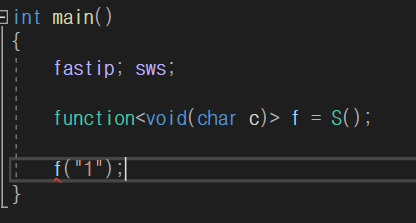 int main()
{
fastip; sws;
function<void(char c)> f = S();
f("1");
}